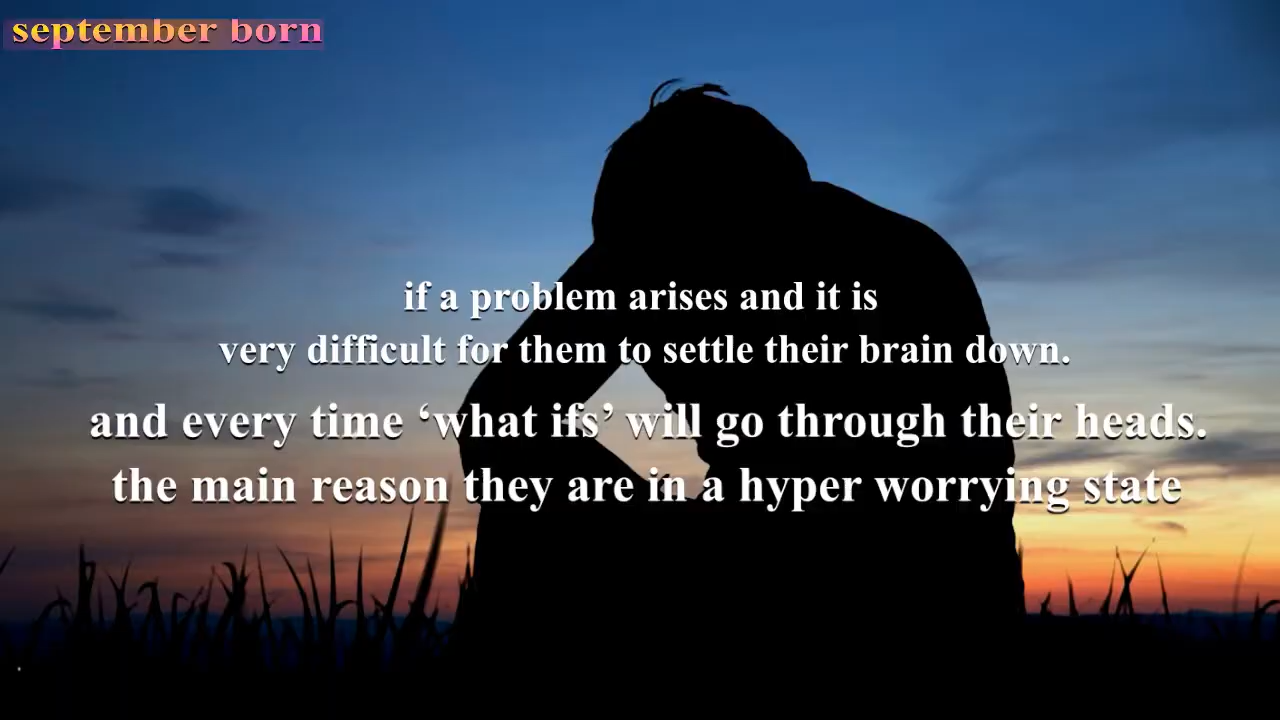 september born
if a problem arises and it is
very difficult for them to settle their brain down.
and every time ‘what ifs’ will go through their heads.
the main reason they are in a hyper worrying state